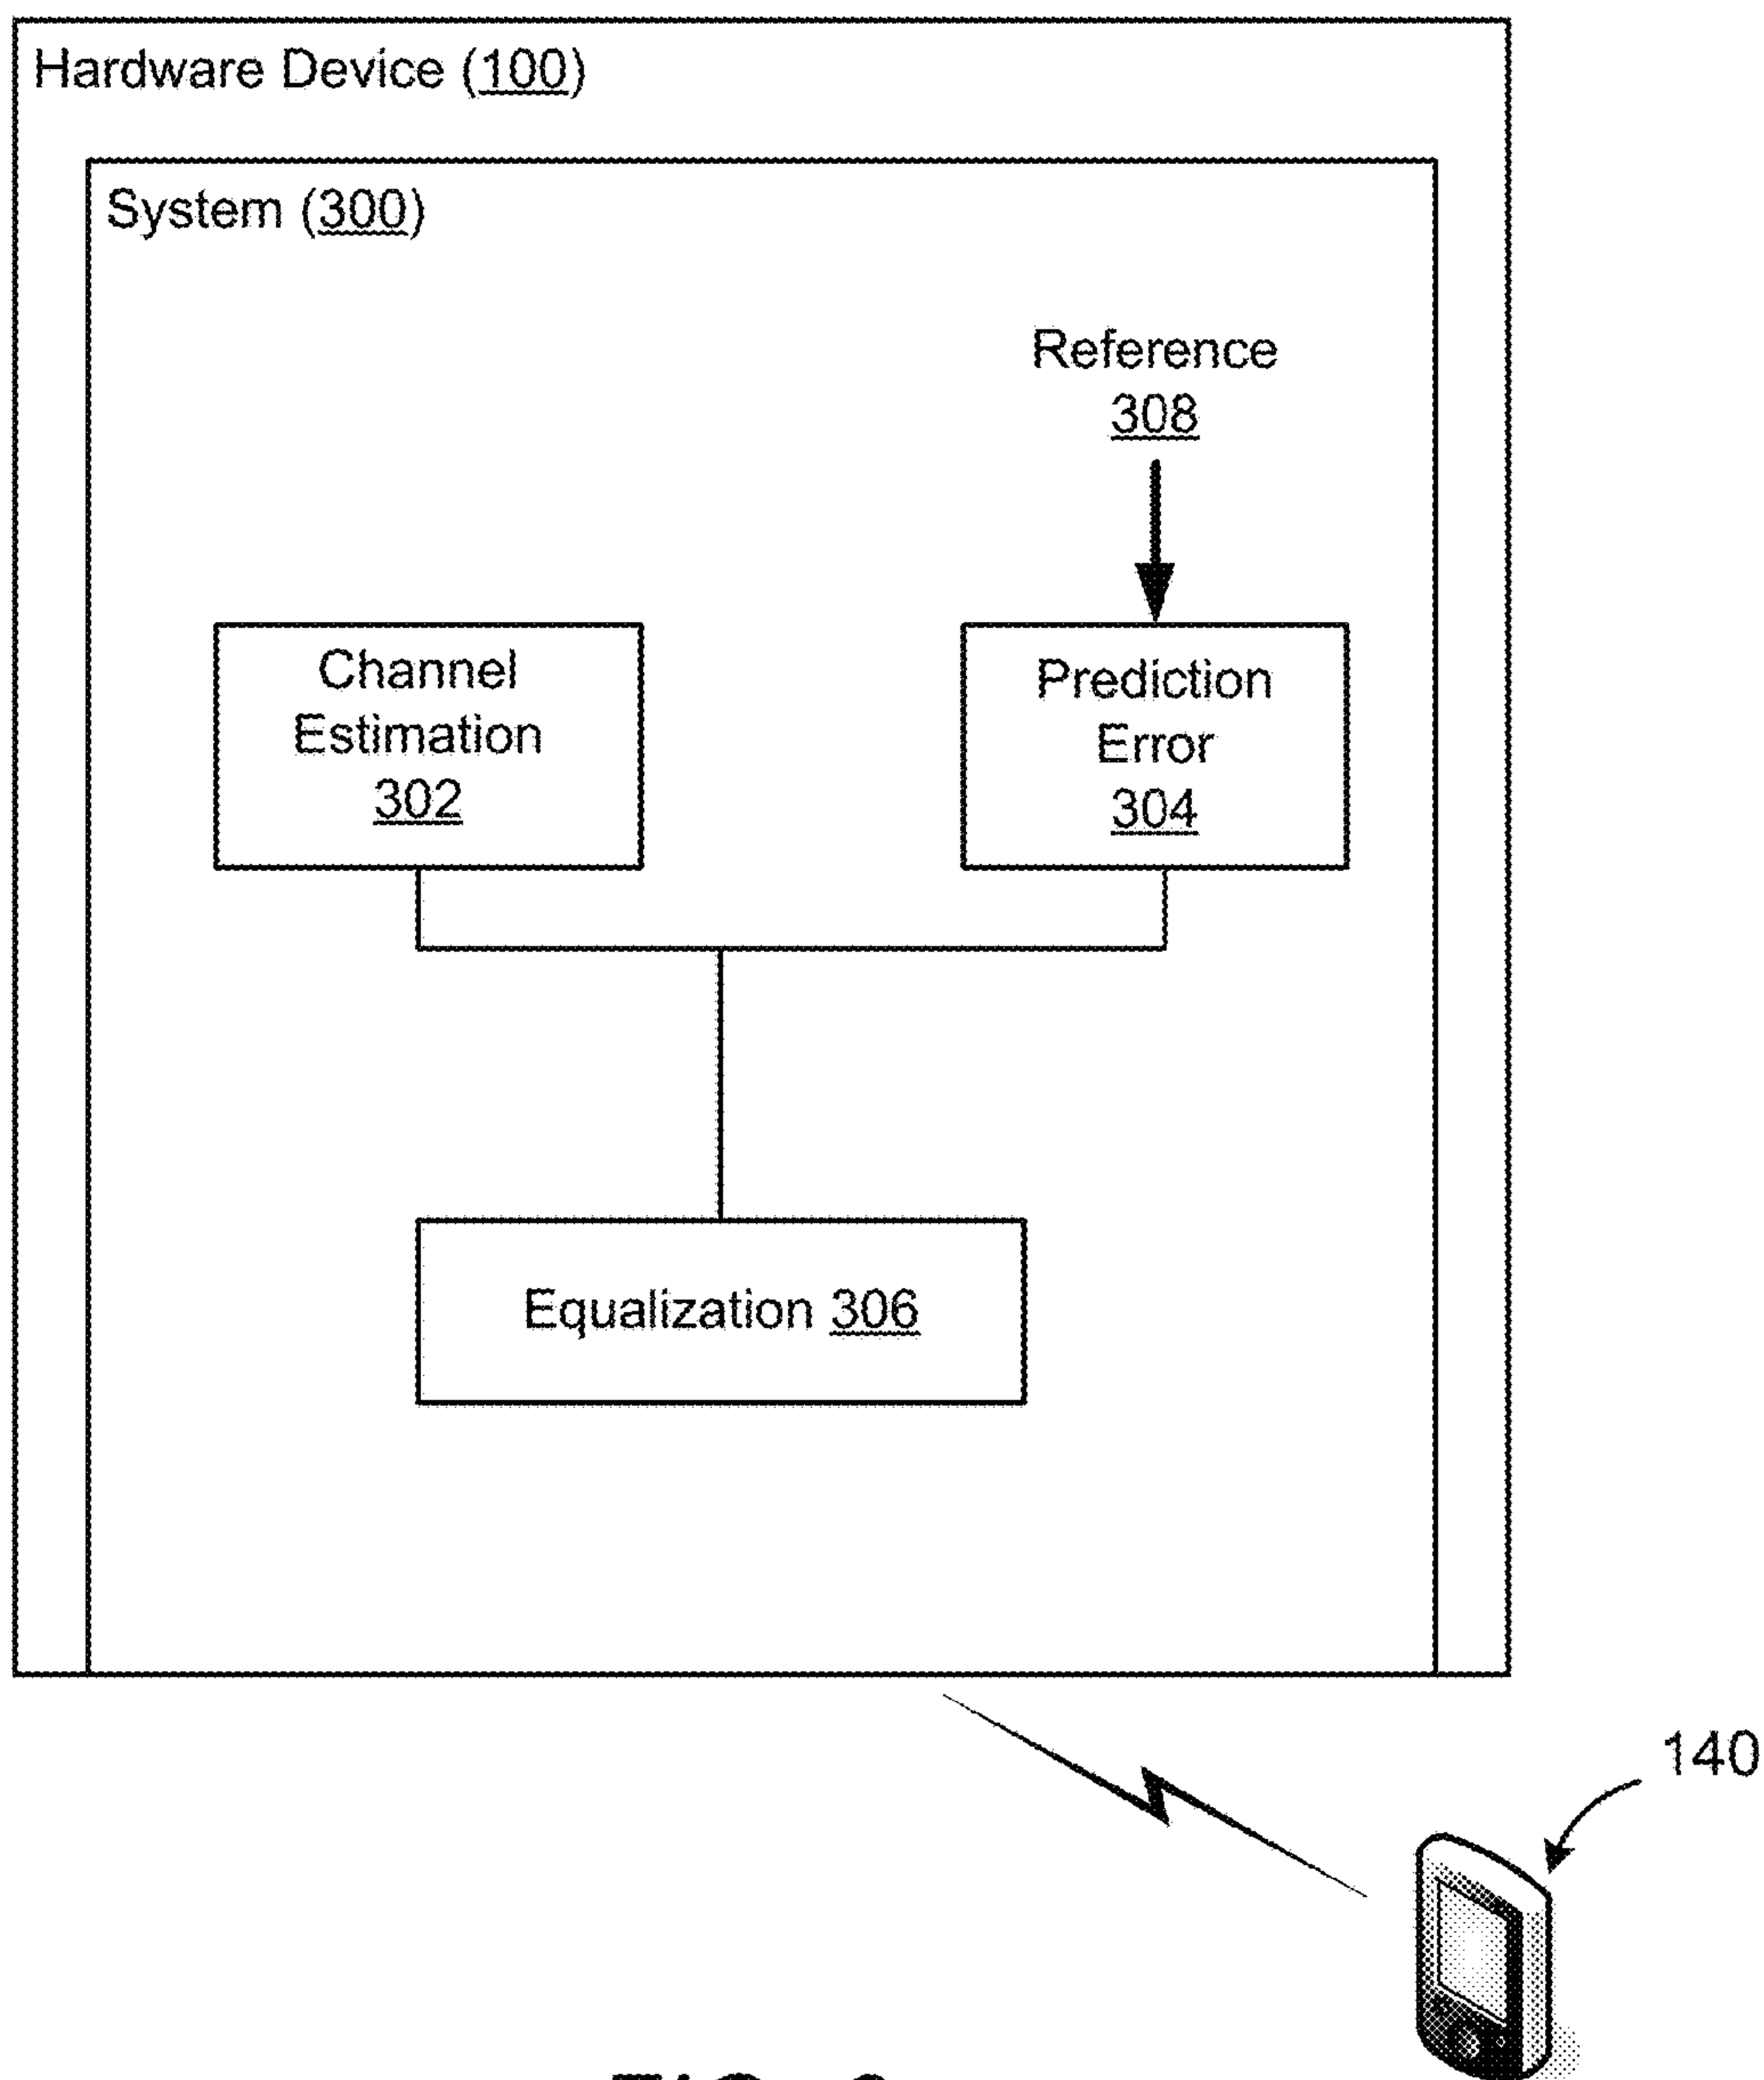 Hardware Device (100)
System (300)
Reference
308
Channel
Estimation
302
Prediction
Error
304
Equalization 306
140